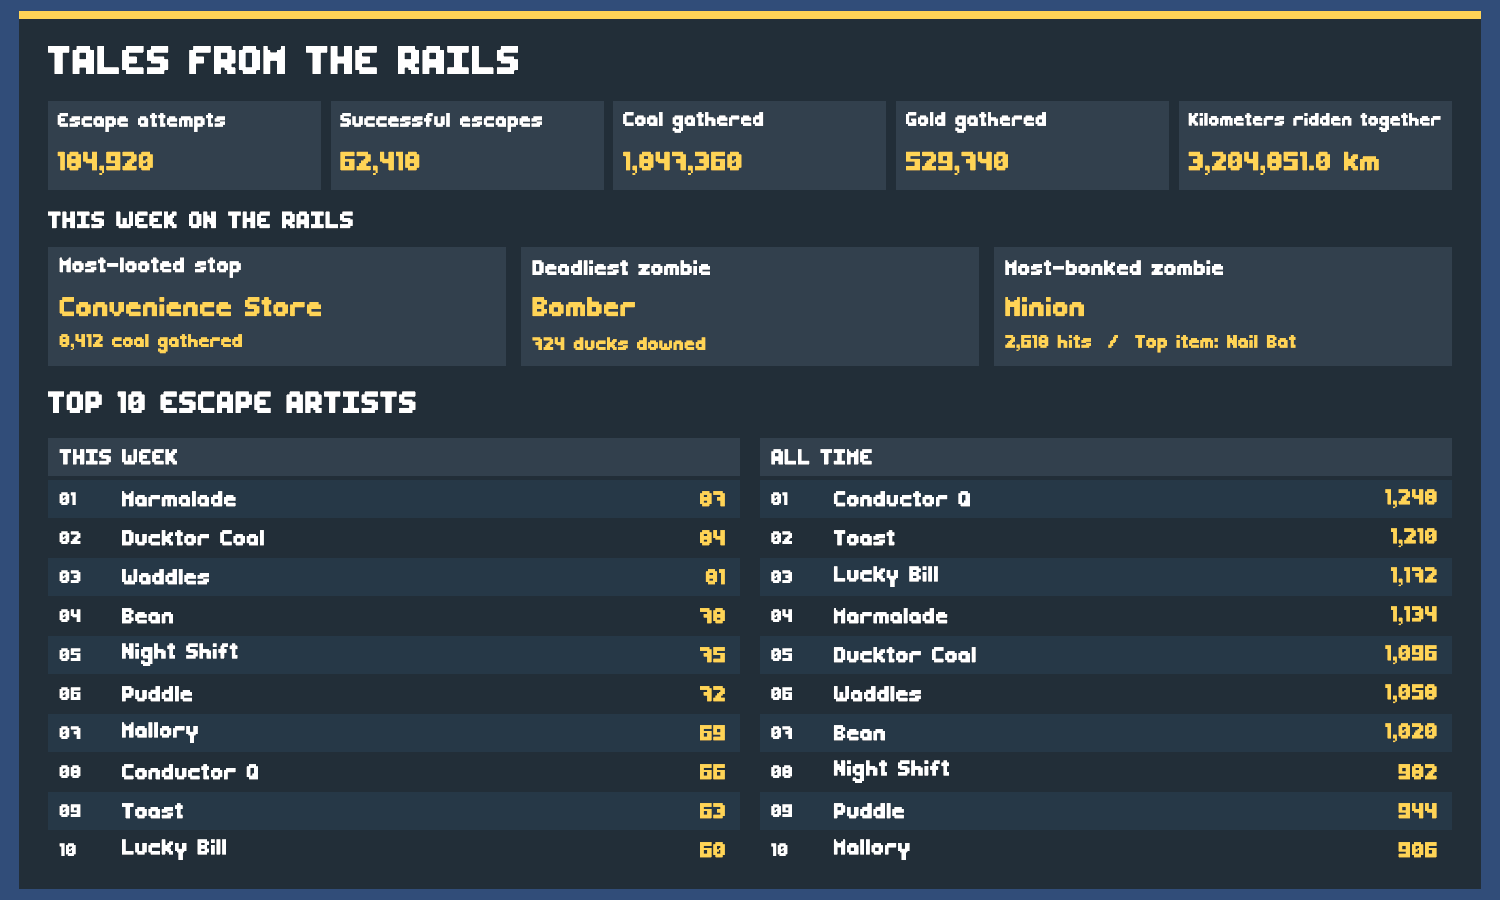 TALES FROM THE RAILS
Escape attempts
184,920
Successful escapes
62,418
Coal gathered
1,847,360
Gold gathered
529,740
Kilometers ridden together
3,204,851.0 km
THIS WEEK ON THE RAILS
Most-looted stop
Convenience Store
8,412 coal gathered
Deadliest zombie
Bomber
724 ducks downed
Most-bonked zombie
Minion
2,618 hits / Top item: Nail Bat
TOP 10 ESCAPE ARTISTS
THIS WEEK
01 Marmalade 87
02 Ducktor Coal 84
03 Waddles 81
04 Bean 78
05 Night Shift 75
06 Puddle 72
07 Mallory 69
08 Conductor Q 66
09 Toast 63
10 Lucky Bill 60
ALL TIME
01 Conductor Q 1,248
02 Toast 1,210
03 Lucky Bill 1,172
04 Marmalade 1,134
05 Ducktor Coal 1,096
06 Waddles 1,058
07 Bean 1,020
08 Night Shift 982
09 Puddle 944
10 Mallory 906